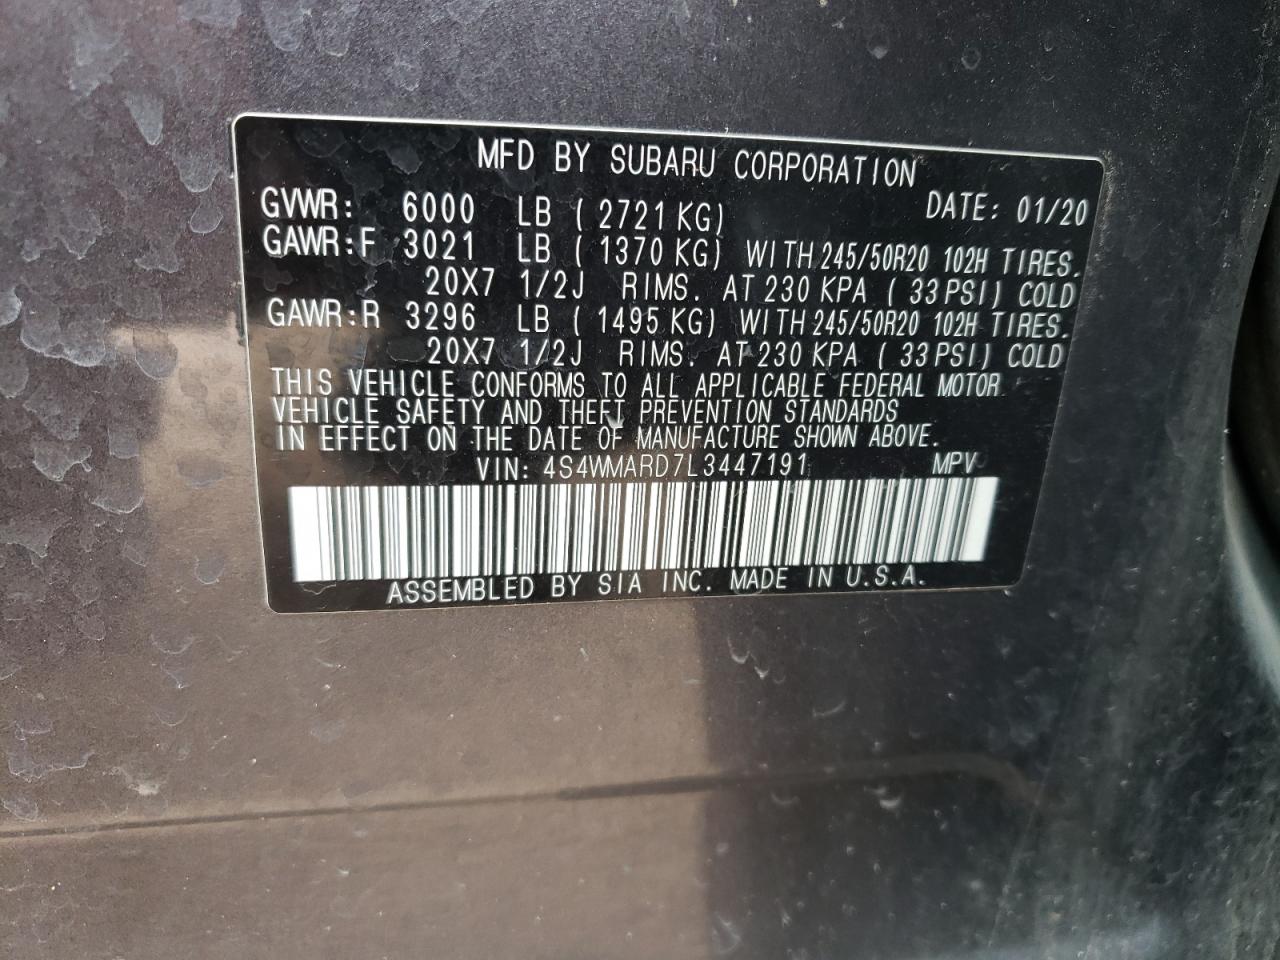 MFD BY SUBARU CORPORATION
GVWR: 6000 LB ( 2721 KG) DATE: 01/20
GAWR:F 3021 LB ( 1370 KG) WITH 245/50R20 102H TIRES.
20X7 1/2J RIMS. AT 230 KPA ( 33 PSI) COLD
GAWR:R 3296 LB ( 1495 KG) WITH 245/50R20 102H TIRES.
20X7 1/2J RIMS. AT 230 KPA ( 33 PSI) COLD
THIS VEHICLE CONFORMS TO ALL APPLICABLE FEDERAL MOTOR
VEHICLE SAFETY AND THEFT PREVENTION STANDARDS
IN EFFECT ON THE DATE OF MANUFACTURE SHOWN ABOVE.
VIN: 4S4WMARD7L3447191 MPV
ASSEMBLED BY SIA INC. MADE IN U.S.A.